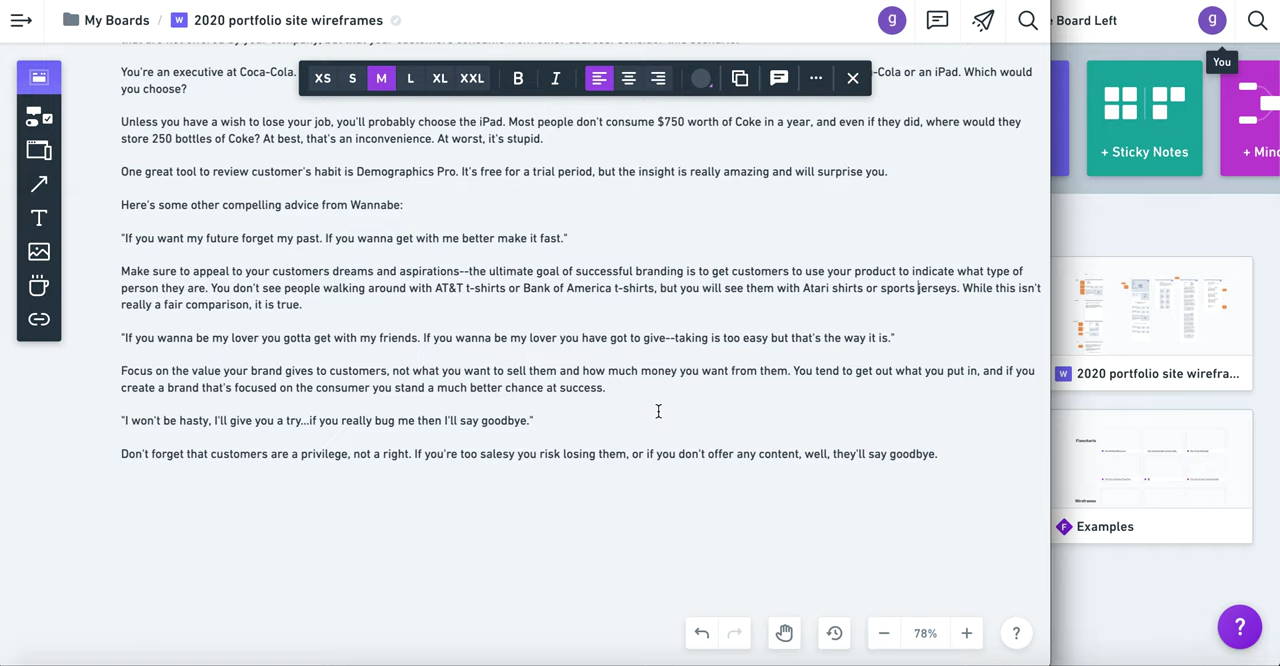 My Boards / W 2020 portfolio site wireframes g
e Board Left g
You
XS S M L XL XXL B I
You're an executive at Coca-Cola. -Cola or an iPad. Which would
you choose?
Unless you have a wish to lose your job, you'll probably choose the iPad. Most people don't consume $750 worth of Coke in a year, and even if they did, where would they
store 250 bottles of Coke? At best, that's an inconvenience. At worst, it's stupid.
One great tool to review customer's habit is Demographics Pro. It's free for a trial period, but the insight is really amazing and will surprise you.
Here's some other compelling advice from Wannabe:
"If you want my future forget my past. If you wanna get with me better make it fast."
Make sure to appeal to your customers dreams and aspirations--the ultimate goal of successful branding is to get customers to use your product to indicate what type of
person they are. You don't see people walking around with AT&T t-shirts or Bank of America t-shirts, but you will see them with Atari shirts or sports jerseys. While this isn't
really a fair comparison, it is true.
"If you wanna be my lover you gotta get with my friends. If you wanna be my lover you have got to give--taking is too easy but that's the way it is."
Focus on the value your brand gives to customers, not what you want to sell them and how much money you want from them. You tend to get out what you put in, and if you
create a brand that's focused on the consumer you stand a much better chance at success.
"I won't be hasty, I'll give you a try...if you really bug me then I'll say goodbye."
Don't forget that customers are a privilege, not a right. If you're too salesy you risk losing them, or if you don't offer any content, well, they'll say goodbye.
T
78%
?
+ Sticky Notes
+ Mind
W 2020 portfolio site wirefra...
Flowcharts
Wireframes
F Examples
?